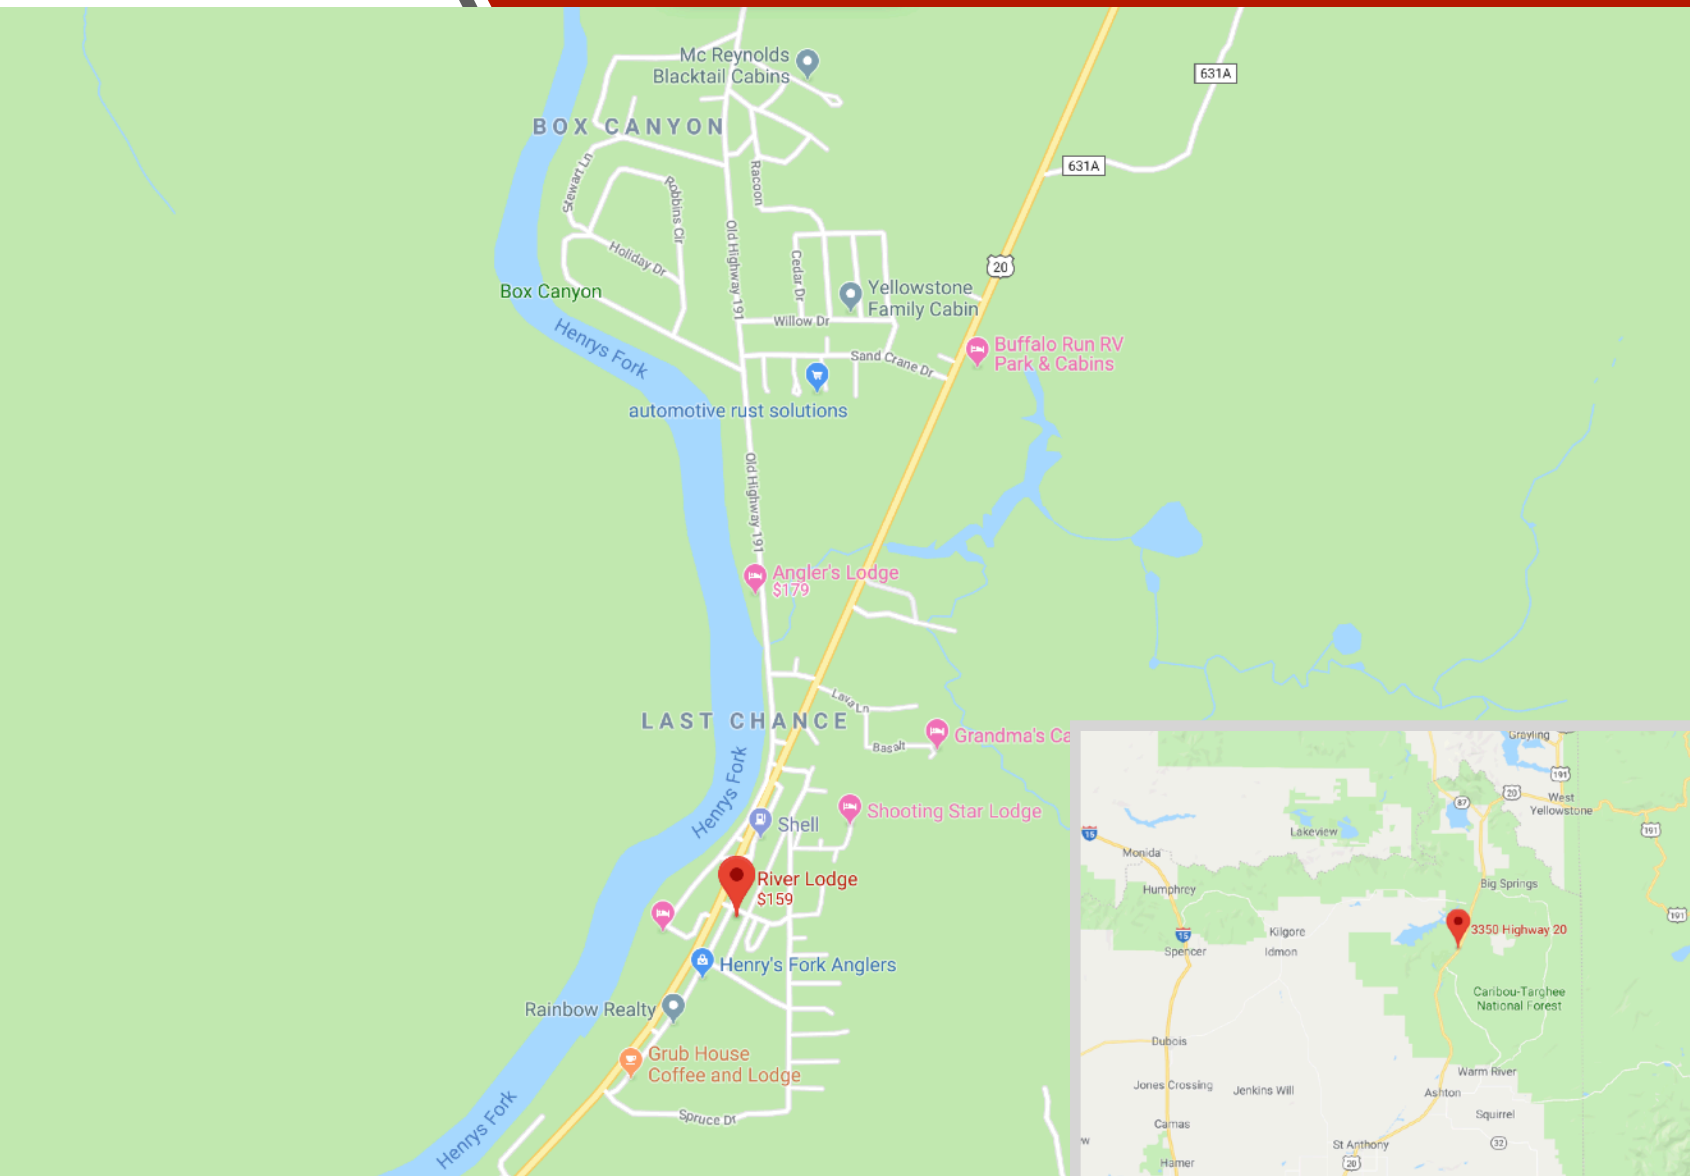 Mc Reynolds
Blacktail Cabins
631A
BOX CANYON
631A
Stewart Ln
Racoon
Robbins Cir
Old Highway 191
Holiday Dr
Cedar Dr
20
Box Canyon
Yellowstone
Family Cabin
Willow Dr
Henrys Fork
Buffalo Run RV
Park & Cabins
Sand Crane Dr
automotive rust solutions
Old Highway 191
Angler's Lodge
$179
Lava Ln
LAST CHANCE
Basalt
Grandma's Ca
Henrys Fork
Shooting Star Lodge
Shell
River Lodge
$159
Henry's Fork Anglers
Rainbow Realty
Grub House
Coffee and Lodge
Spruce Dr
Henrys Fork
Grayling
191
20
87
West
Yellowstone
15
Lakeview
191
Monida
Humphrey
Big Springs
191
3350 Highway 20
15
Kilgore
Spencer
Idmon
Caribou-Targhee
National Forest
Dubois
Warm River
Jones Crossing
Jenkins Will
Ashton
Squirrel
Camas
w
St Anthony
32
Hamer
20